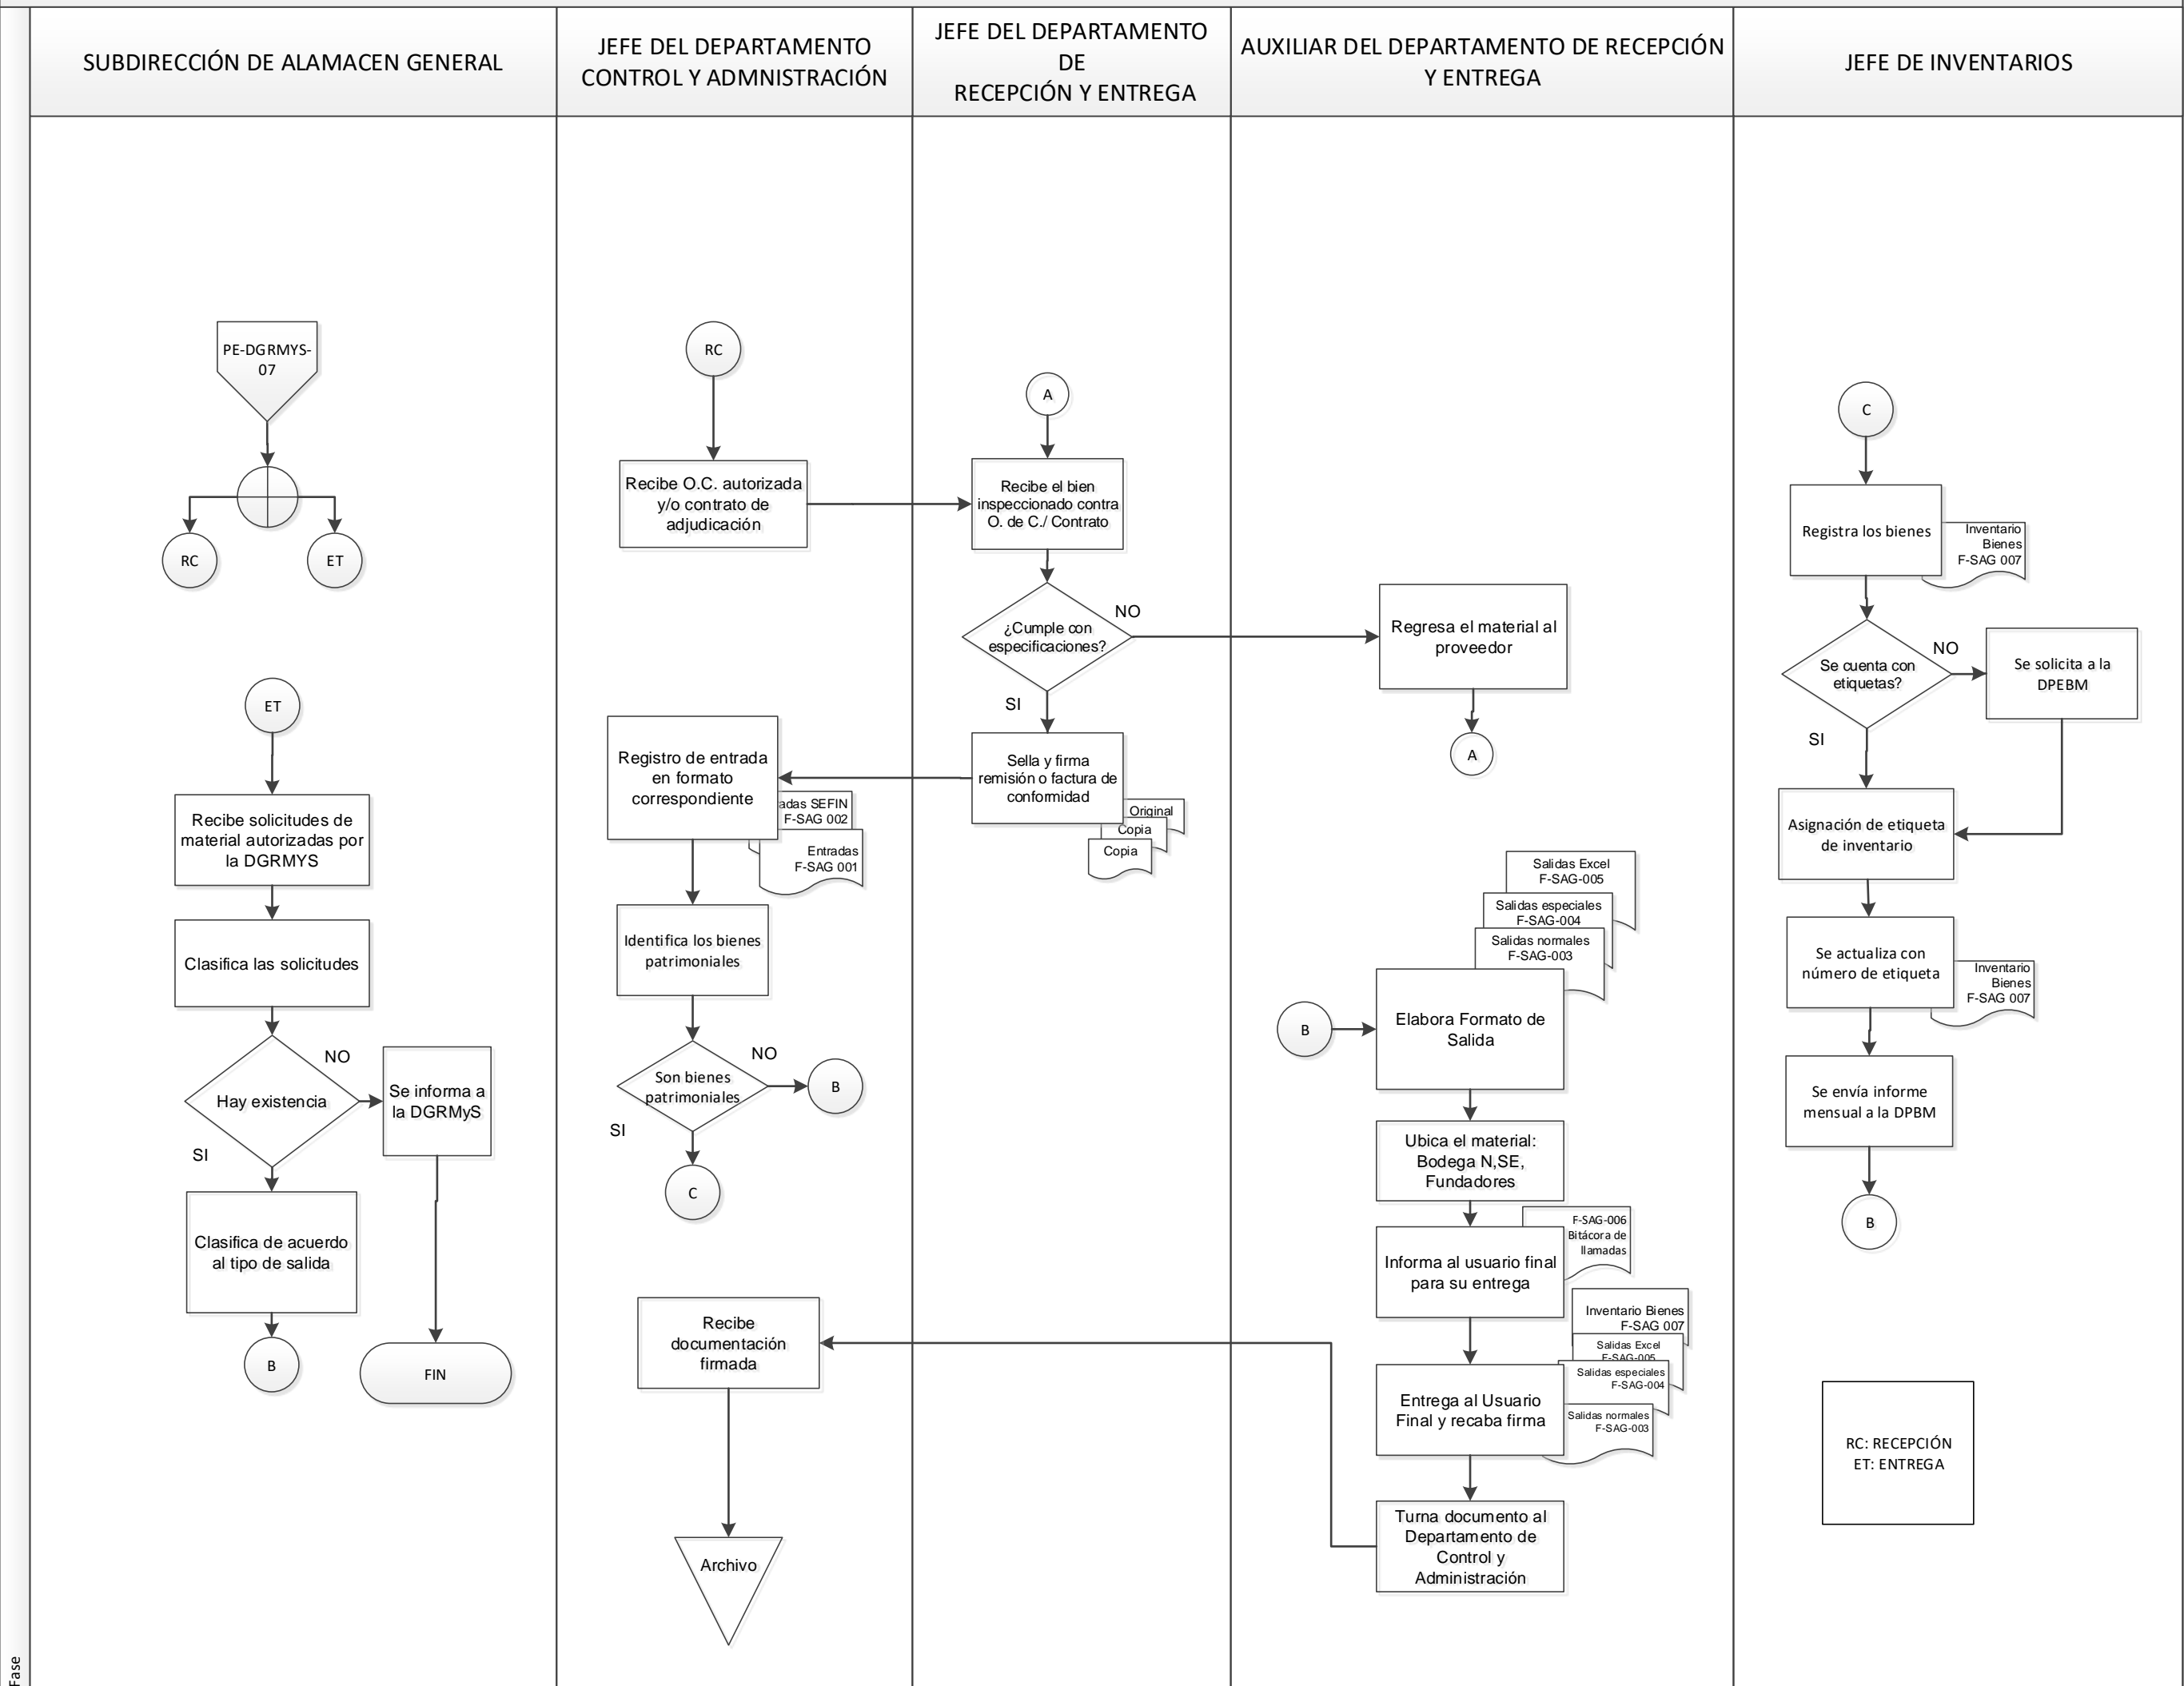 SUBDIRECCIÓN DE ALAMACEN GENERAL
JEFE DEL DEPARTAMENTO
CONTROL Y ADMNISTRACIÓN
JEFE DEL DEPARTAMENTO
DE
RECEPCIÓN Y ENTREGA
AUXILIAR DEL DEPARTAMENTO DE RECEPCIÓN
Y ENTREGA
JEFE DE INVENTARIOS
PE-DGRMYS-
07
RC
ET
ET
Recibe solicitudes de
material autorizadas por
la DGRMYS
Clasifica las solicitudes
Hay existencia
NO
Se informa a
la DGRMyS
SI
Clasifica de acuerdo
al tipo de salida
B
FIN
RC
Recibe O.C. autorizada
y/o contrato de
adjudicación
Registro de entrada
en formato
correspondiente
adas SEFIN
F-SAG 002
Entradas
F-SAG 001
Identifica los bienes
patrimoniales
Son bienes
patrimoniales
NO
B
SI
C
Recibe
documentación
firmada
Archivo
A
Recibe el bien
inspeccionado contra
O. de C./ Contrato
¿Cumple con
especificaciones?
NO
SI
Sella y firma
remisión o factura de
conformidad
Original
Copia
Copia
Regresa el material al
proveedor
A
Salidas Excel
F-SAG-005
Salidas especiales
F-SAG-004
Salidas normales
F-SAG-003
B
Elabora Formato de
Salida
Ubica el material:
Bodega N,SE,
Fundadores
F-SAG-006
Bitácora de
llamadas
Informa al usuario final
para su entrega
Inventario Bienes
F-SAG 007
Salidas Excel
F-SAG-005
Salidas especiales
F-SAG-004
Salidas normales
F-SAG-003
Entrega al Usuario
Final y recaba firma
Turna documento al
Departamento de
Control y
Administración
C
Registra los bienes
Inventario
Bienes
F-SAG 007
Se cuenta con
etiquetas?
NO
Se solicita a la
DPEBM
SI
Asignación de etiqueta
de inventario
Se actualiza con
número de etiqueta
Inventario
Bienes
F-SAG 007
Se envía informe
mensual a la DPBM
B
RC: RECEPCIÓN
ET: ENTREGA
Fase